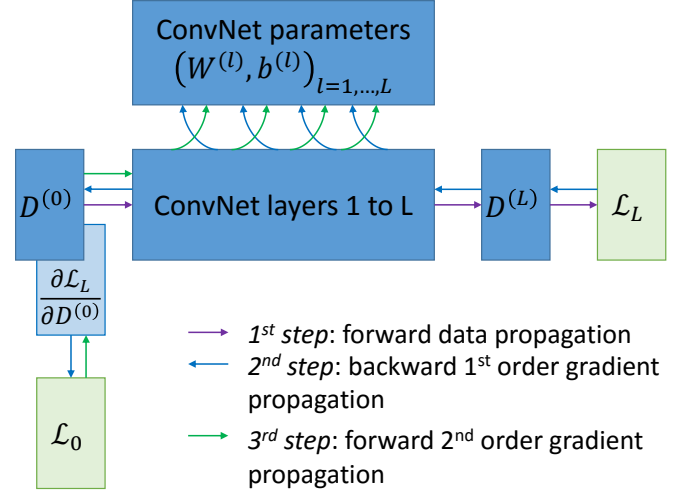 ConvNet parameters
(W^(l), b^(l))_l=1,…,L
D^(0)
ConvNet layers 1 to L
D^(L)
ℒ_L
∂ℒ_L
∂D^(0)
ℒ_0
1st step: forward data propagation
2nd step: backward 1st order gradient
propagation
3rd step: forward 2nd order gradient
propagation